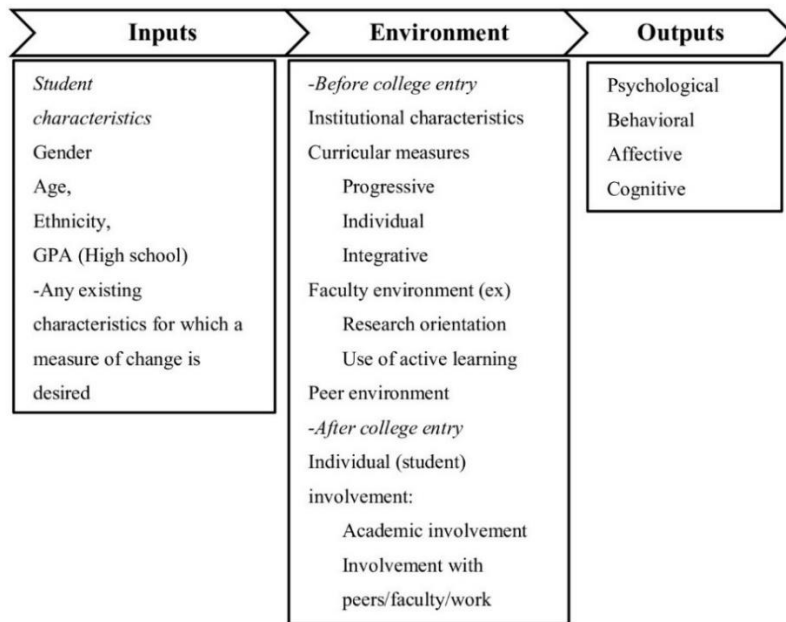 Inputs
Environment
Outputs
Student
characteristics
Gender
Age,
Ethnicity,
GPA (High school)
-Any existing
characteristics for which a
measure of change is
desired
-Before college entry
Institutional characteristics
Curricular measures
Progressive
Individual
Integrative
Faculty environment (ex)
Research orientation
Use of active learning
Peer environment
-After college entry
Individual (student)
involvement:
Academic involvement
Involvement with
peers/faculty/work
Psychological
Behavioral
Affective
Cognitive